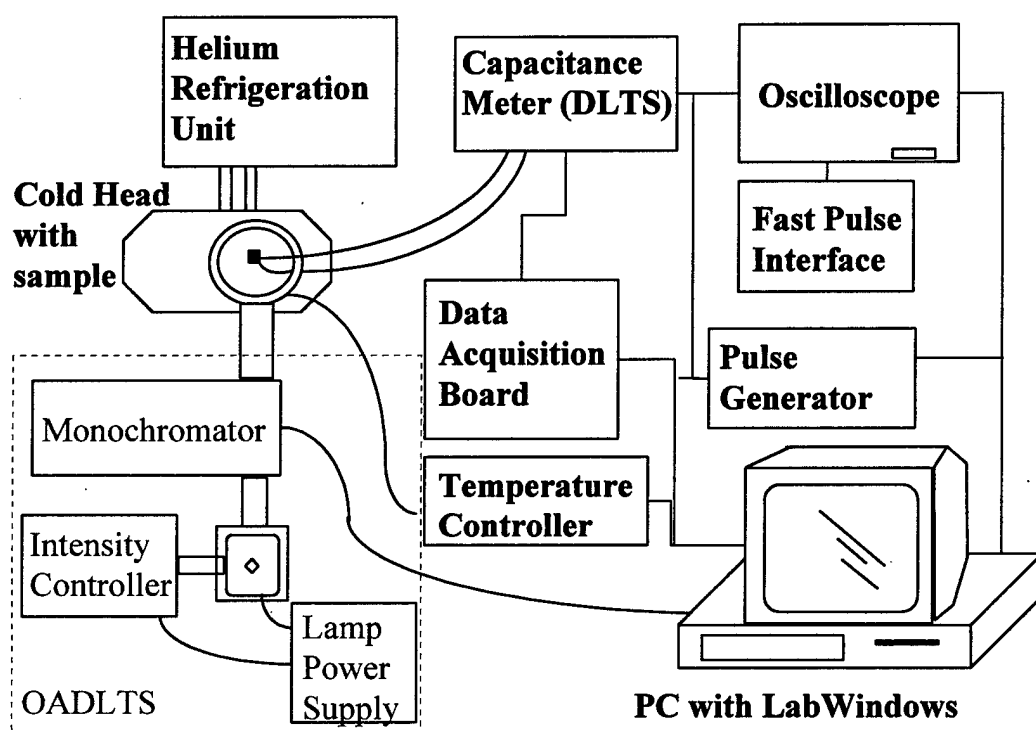 Helium
Refrigeration
Unit
Capacitance
Meter (DLTS)
Oscilloscope
Cold Head
with
sample
Fast Pulse
Interface
Data
Acquisition
Board
Pulse
Generator
Monochromator
Temperature
Controller
Intensity
Controller
Lamp
Power
Supply
OADLTS
PC with LabWindows